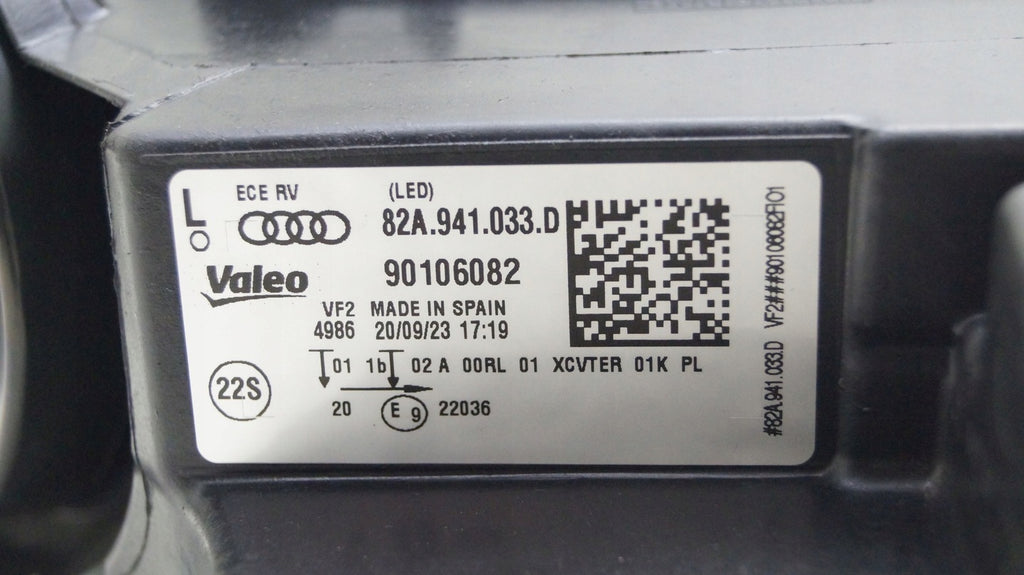 L
ECE RV (LED)
82A.941.033.D
Valeo 90106082
VF2 MADE IN SPAIN
4986 20/09/23 17:19
01 1b 02 A 00RL 01 XCVTER 01K PL
22S
20 E 9 22036
#82A.941.033.D VF2###90106082FI01